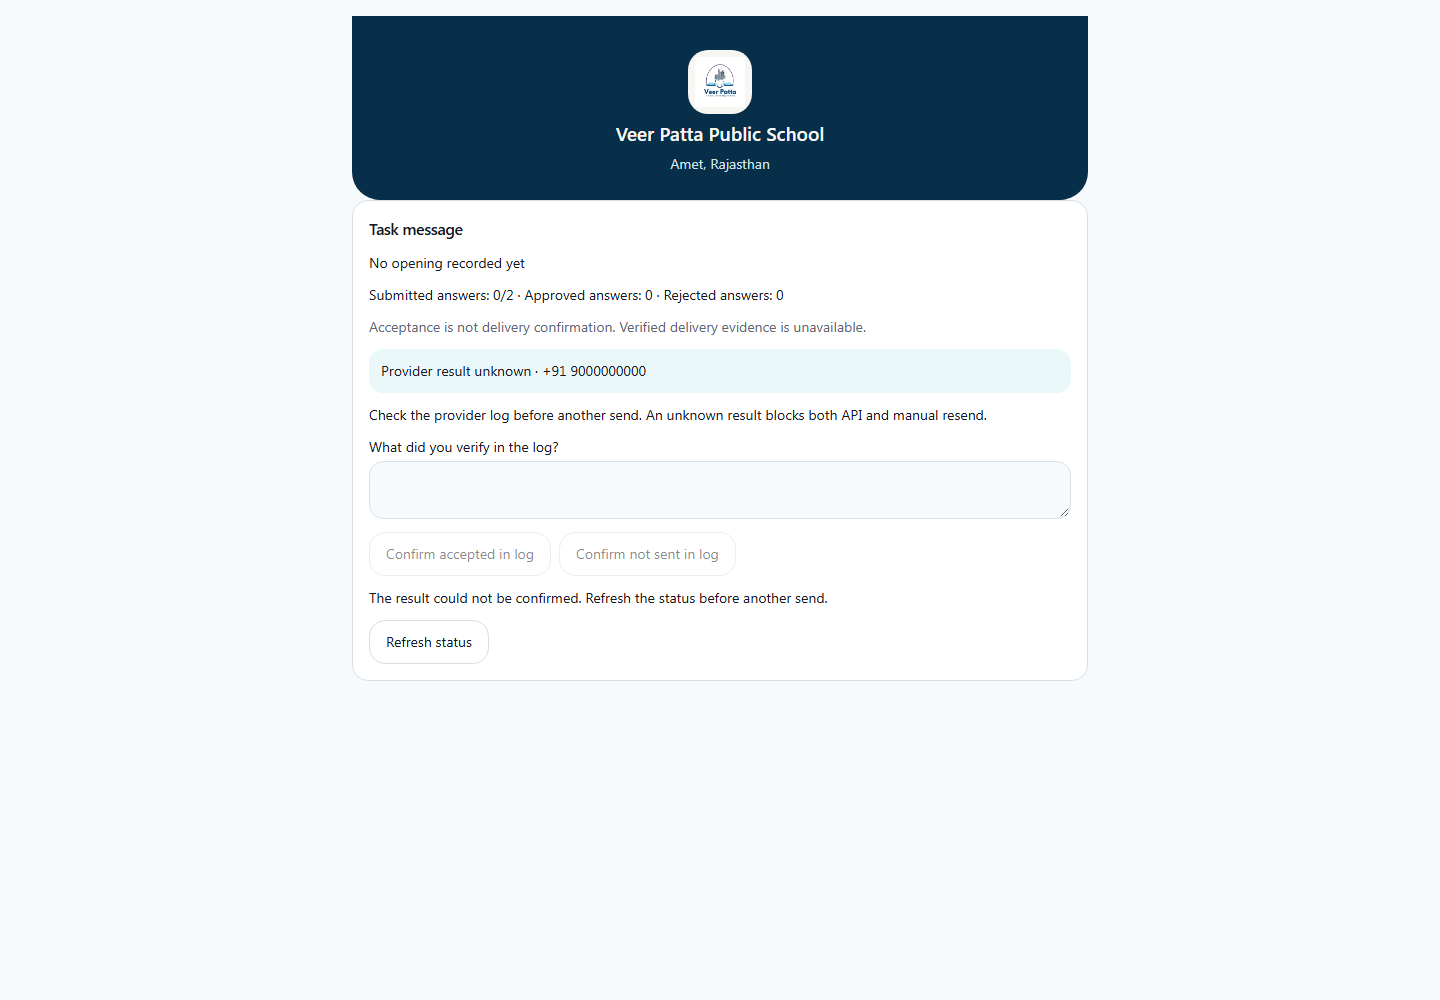 Veer Patta
Veer Patta Public School
Amet, Rajasthan
Task message
No opening recorded yet
Submitted answers: 0/2 · Approved answers: 0 · Rejected answers: 0
Acceptance is not delivery confirmation. Verified delivery evidence is unavailable.
Provider result unknown · +91 9000000000
Check the provider log before another send. An unknown result blocks both API and manual resend.
What did you verify in the log?
Confirm accepted in log
Confirm not sent in log
The result could not be confirmed. Refresh the status before another send.
Refresh status